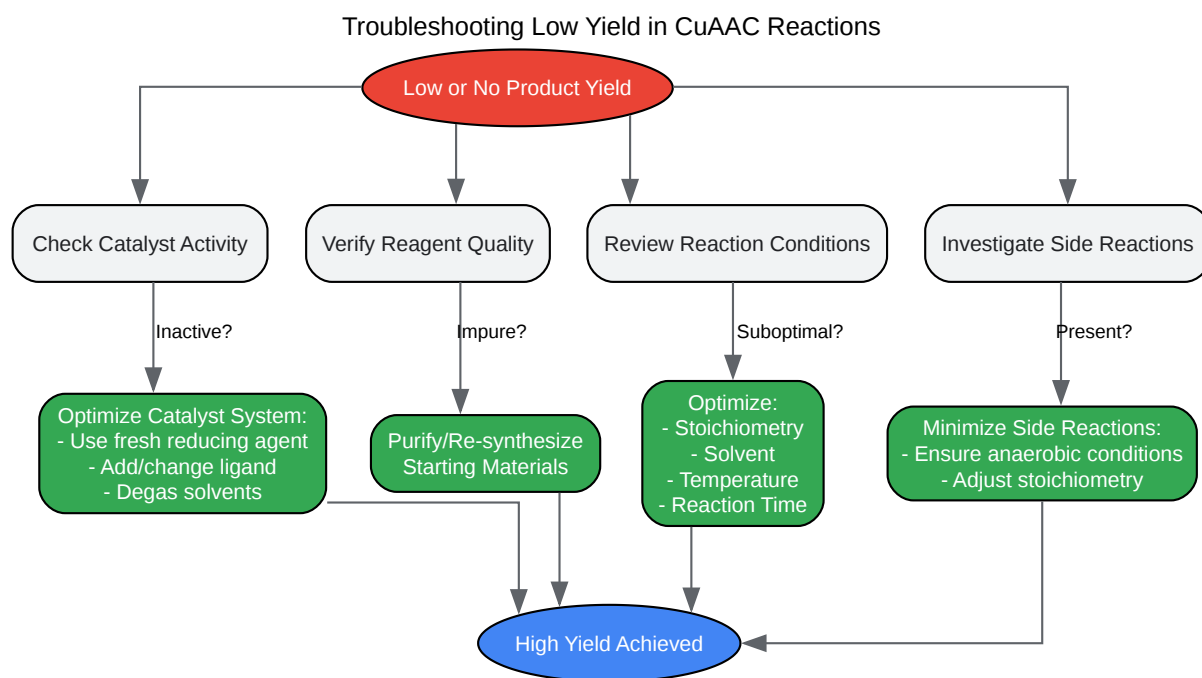 Troubleshooting Low Yield in CuAAC Reactions
Low or No Product Yield
Check Catalyst Activity
Verify Reagent Quality
Review Reaction Conditions
Investigate Side Reactions
Inactive?
Impure?
Suboptimal?
Present?
Optimize Catalyst System:
- Use fresh reducing agent
- Add/change ligand
- Degas solvents
Purify/Re-synthesize
Starting Materials
Optimize:
- Stoichiometry
- Solvent
- Temperature
- Reaction Time
Minimize Side Reactions:
- Ensure anaerobic conditions
- Adjust stoichiometry
High Yield Achieved